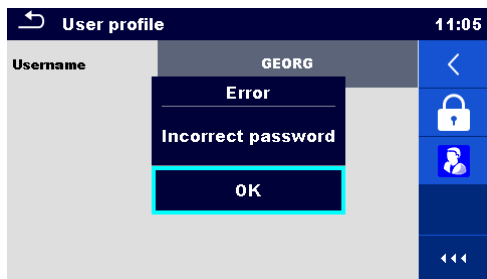 User profile
11:05
Username
GEORG
Error
Incorrect password
OK